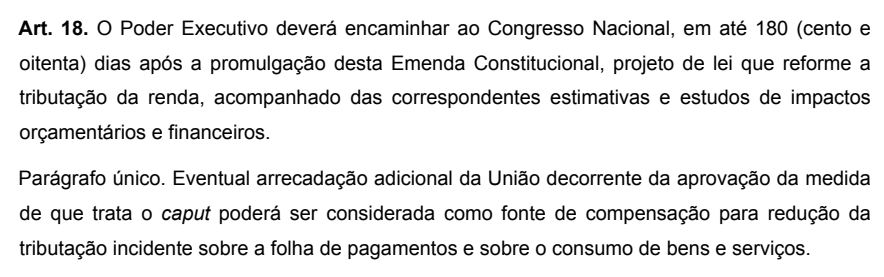 Art. 18. O Poder Executivo deverá encaminhar ao Congresso Nacional, em até 180 (cento e
oitenta) dias após a promulgação desta Emenda Constitucional, projeto de lei que reforme a
tributação da renda, acompanhado das correspondentes estimativas e estudos de impactos
orçamentários e financeiros.
Parágrafo único. Eventual arrecadação adicional da União decorrente da aprovação da medida
de que trata o caput poderá ser considerada como fonte de compensação para redução da
tributação incidente sobre a folha de pagamentos e sobre o consumo de bens e serviços.